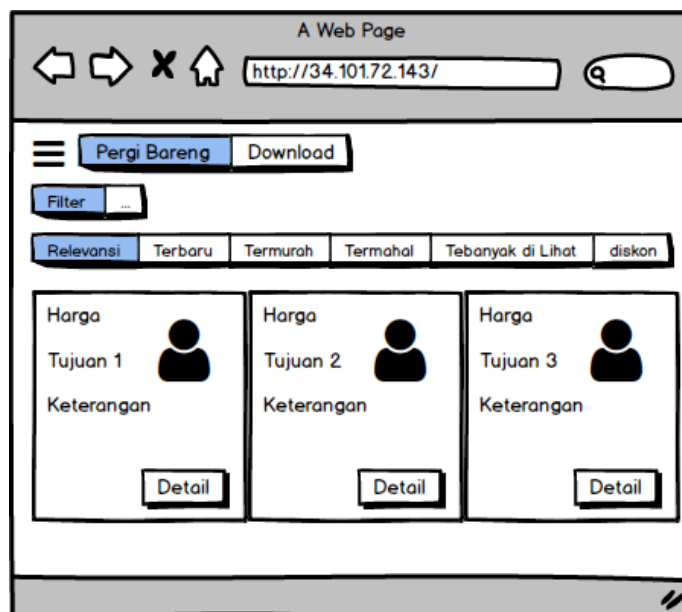 A Web Page
http://34.101.72.143/
Pergi Bareng Download
Filter ...
Relevansi Terbaru Termurah Termahal Tebanyak di Lihat diskon
Harga Harga Harga
Tujuan 1 Tujuan 2 Tujuan 3
Keterangan Keterangan Keterangan
Detail Detail Detail